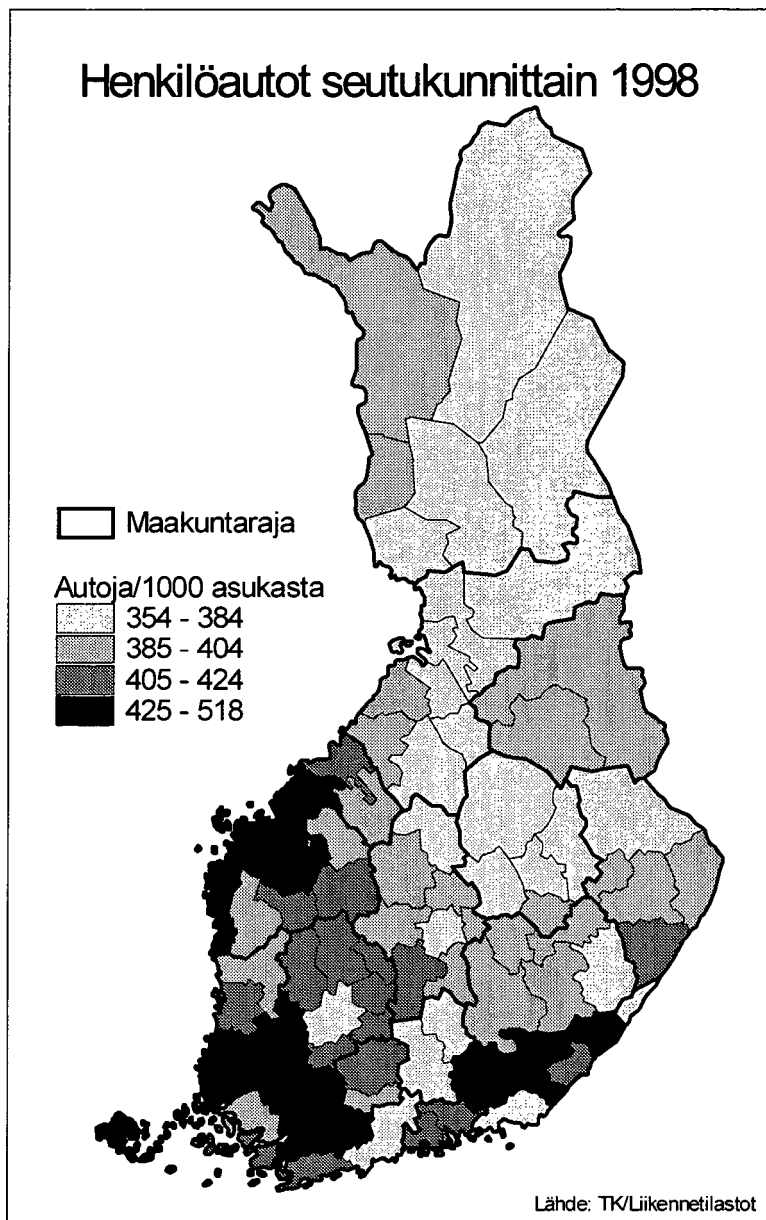 Henkilöautot seutukunnittain 1998
Maakuntaraja
Autoja/1000 asukasta
354 - 384
385 - 404
405 - 424
425 - 518
Lähde: TK/Liikennetilastot